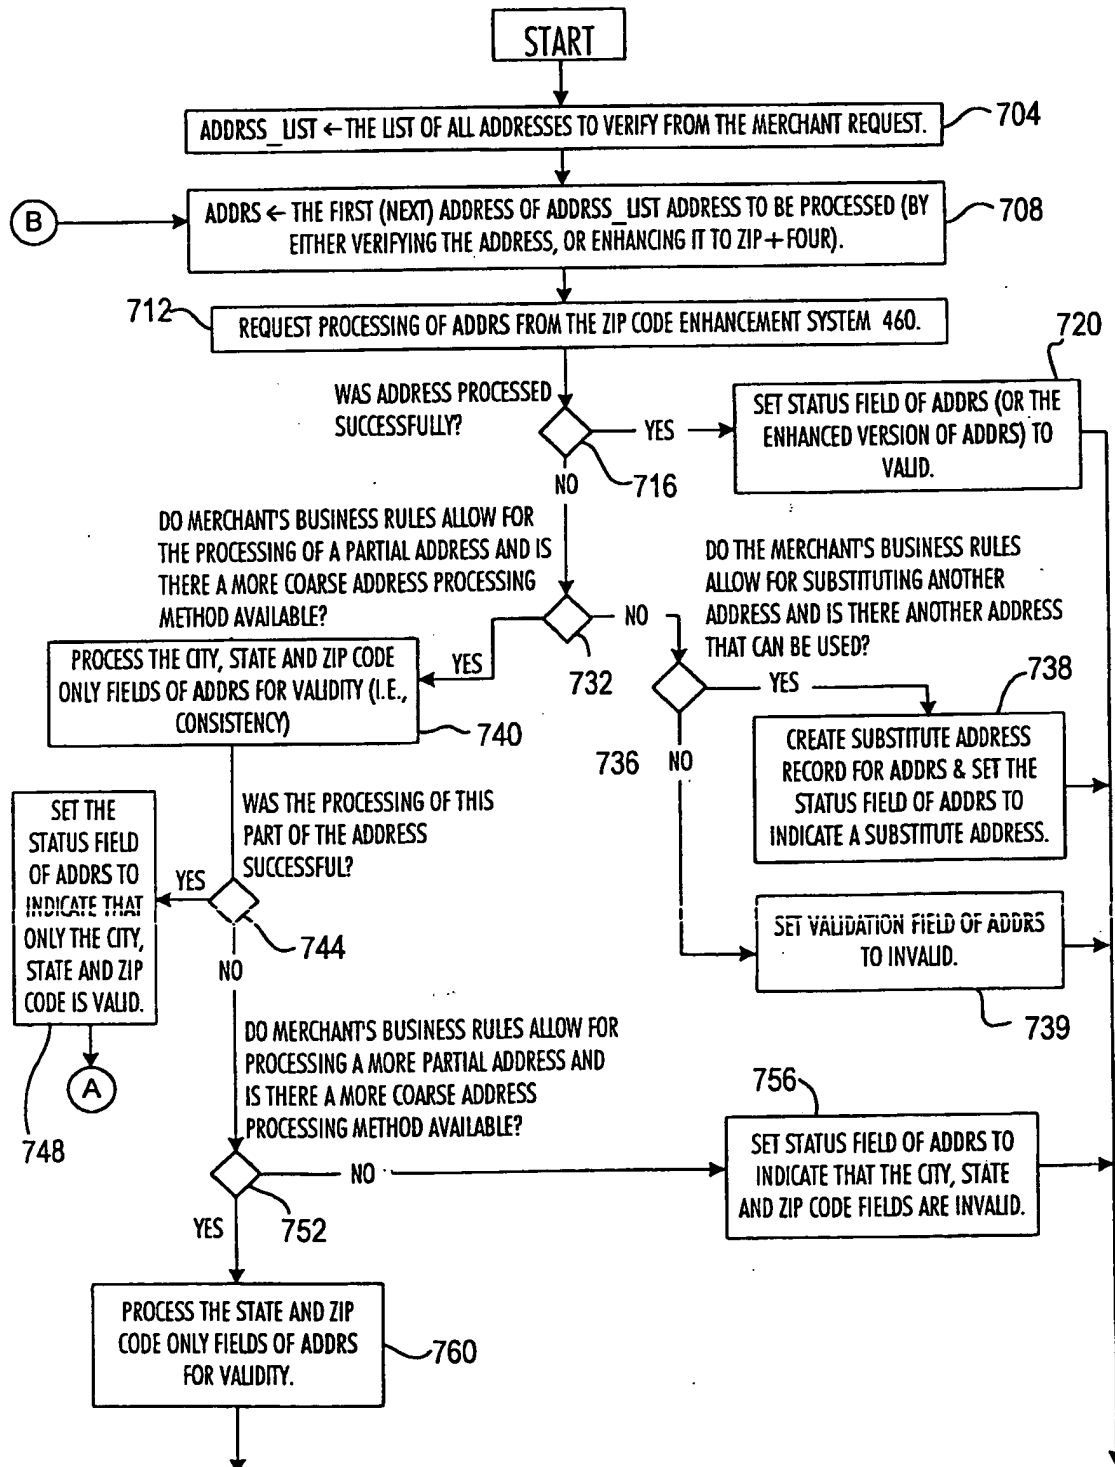 START
ADDRSS_LIST ← THE LIST OF ALL ADDRESSES TO VERIFY FROM THE MERCHANT REQUEST.
704
B
ADDRS ← THE FIRST (NEXT) ADDRESS OF ADDRSS_LIST ADDRESS TO BE PROCESSED (BY
EITHER VERIFYING THE ADDRESS, OR ENHANCING IT TO ZIP+FOUR).
708
712
REQUEST PROCESSING OF ADDRS FROM THE ZIP CODE ENHANCEMENT SYSTEM 460.
WAS ADDRESS PROCESSED
SUCCESSFULLY?
YES
NO
716
720
SET STATUS FIELD OF ADDRS (OR THE
ENHANCED VERSION OF ADDRS) TO
VALID.
DO MERCHANT'S BUSINESS RULES ALLOW FOR
THE PROCESSING OF A PARTIAL ADDRESS AND IS
THERE A MORE COARSE ADDRESS PROCESSING
METHOD AVAILABLE?
NO
YES
732
DO THE MERCHANT'S BUSINESS RULES
ALLOW FOR SUBSTITUTING ANOTHER
ADDRESS AND IS THERE ANOTHER ADDRESS
THAT CAN BE USED?
YES
NO
736
PROCESS THE CITY, STATE AND ZIP CODE
ONLY FIELDS OF ADDRS FOR VALIDITY (I.E.,
CONSISTENCY)
740
738
CREATE SUBSTITUTE ADDRESS
RECORD FOR ADDRS & SET THE
STATUS FIELD OF ADDRS TO
INDICATE A SUBSTITUTE ADDRESS.
WAS THE PROCESSING OF THIS
PART OF THE ADDRESS
SUCCESSFUL?
YES
NO
744
SET THE
STATUS FIELD
OF ADDRS TO
INDICATE THAT
ONLY THE CITY,
STATE AND ZIP
CODE IS VALID.
748
A
SET VALIDATION FIELD OF ADDRS
TO INVALID.
739
DO MERCHANT'S BUSINESS RULES ALLOW FOR
PROCESSING A MORE PARTIAL ADDRESS AND
IS THERE A MORE COARSE ADDRESS
PROCESSING METHOD AVAILABLE?
NO
YES
752
756
SET STATUS FIELD OF ADDRS TO
INDICATE THAT THE CITY, STATE
AND ZIP CODE FIELDS ARE INVALID.
PROCESS THE STATE AND ZIP
CODE ONLY FIELDS OF ADDRS
FOR VALIDITY.
760